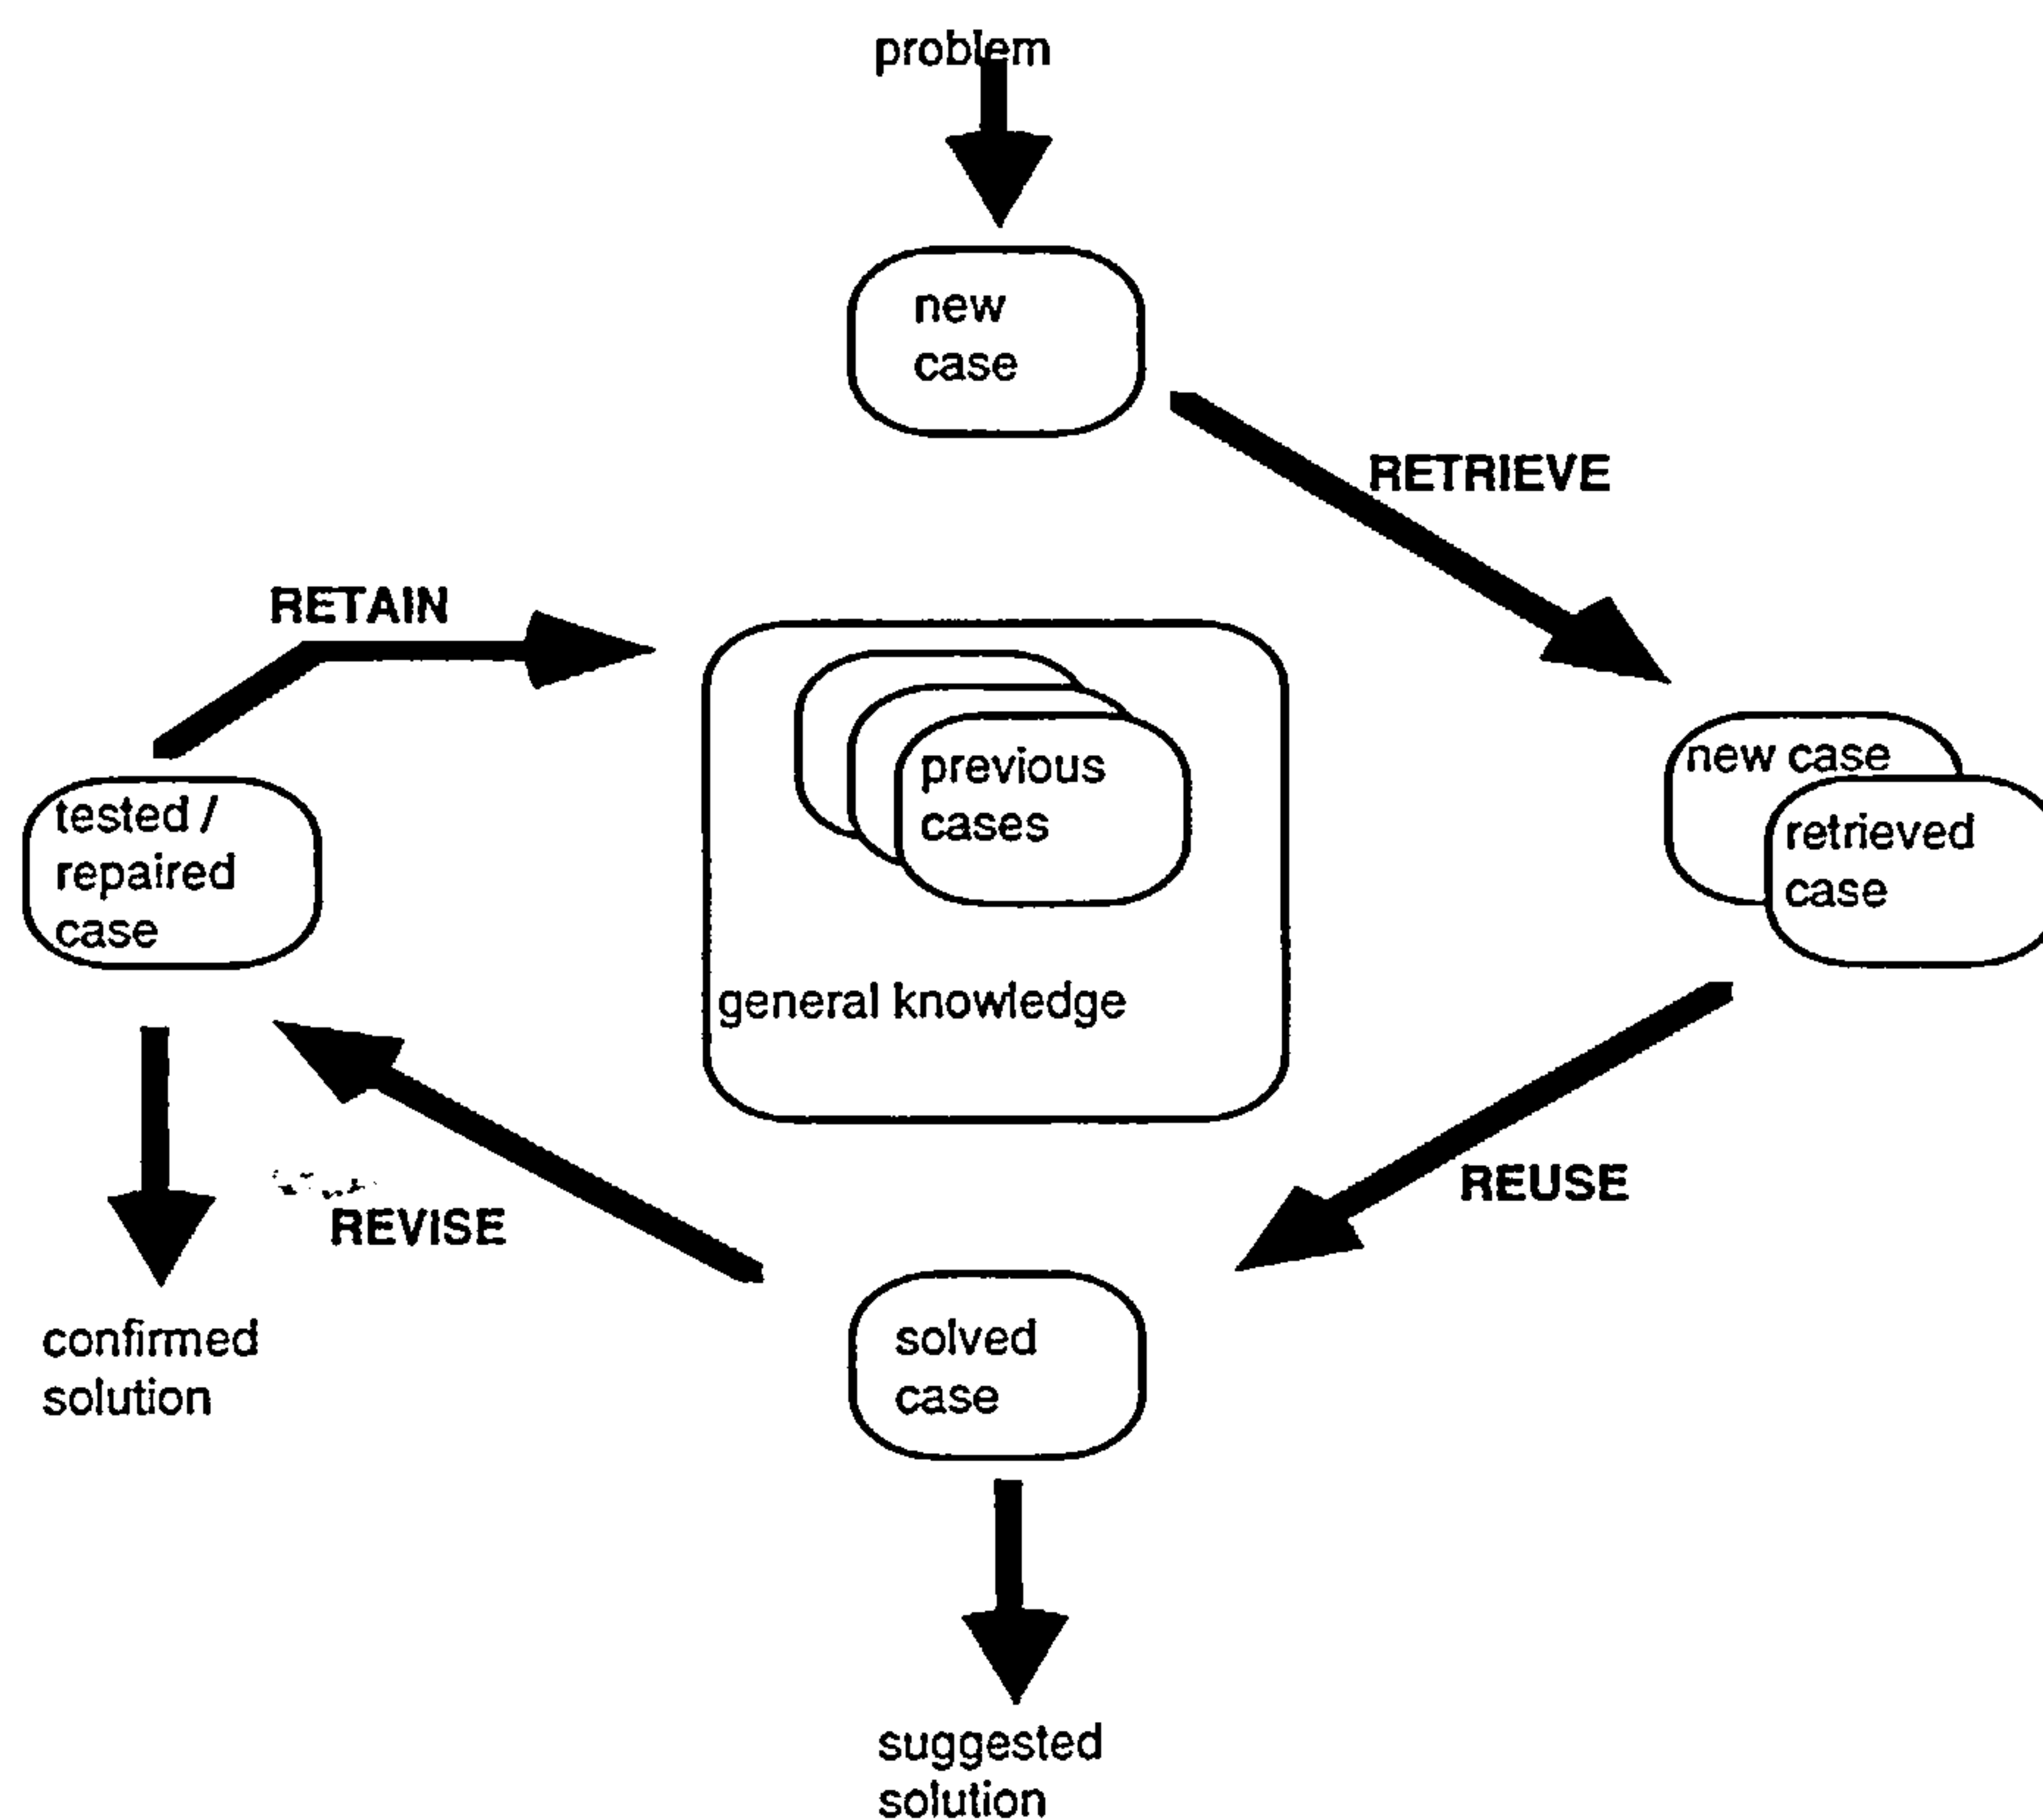 problem
new
case
RETRIEVE
RETAIN
previous
cases
new case
tested /
repaired
case
retrieved
case
general knowledge
REUSE
REVISE
confirmed
solution
solved
case
suggested
solution